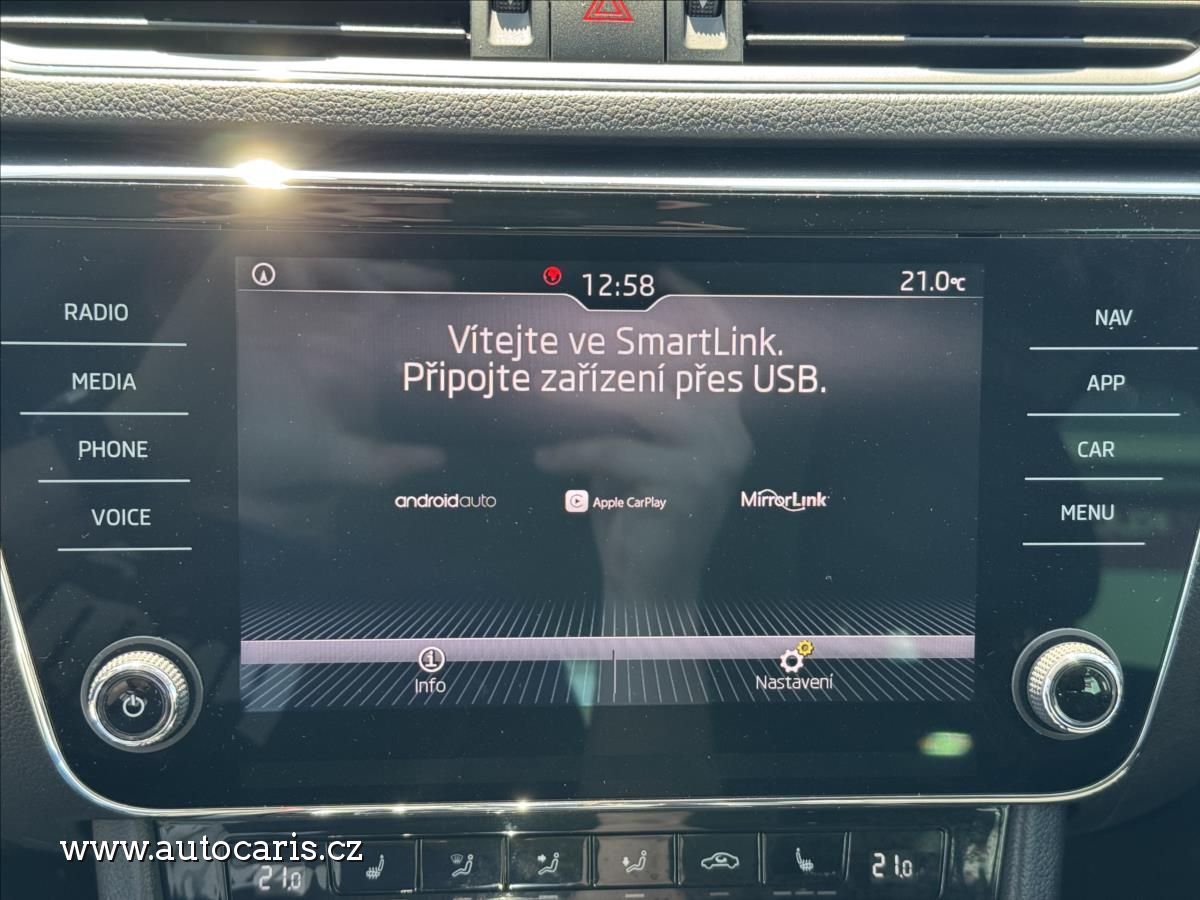 12:58
21.0°C
RADIO
MEDIA
PHONE
VOICE
Vítejte ve SmartLink.
Připojte zařízení přes USB.
androidauto
Apple CarPlay
MirrorLink
Info
Nastavení
NAV
APP
CAR
MENU
www.autocaris.cz
21.0
21.0